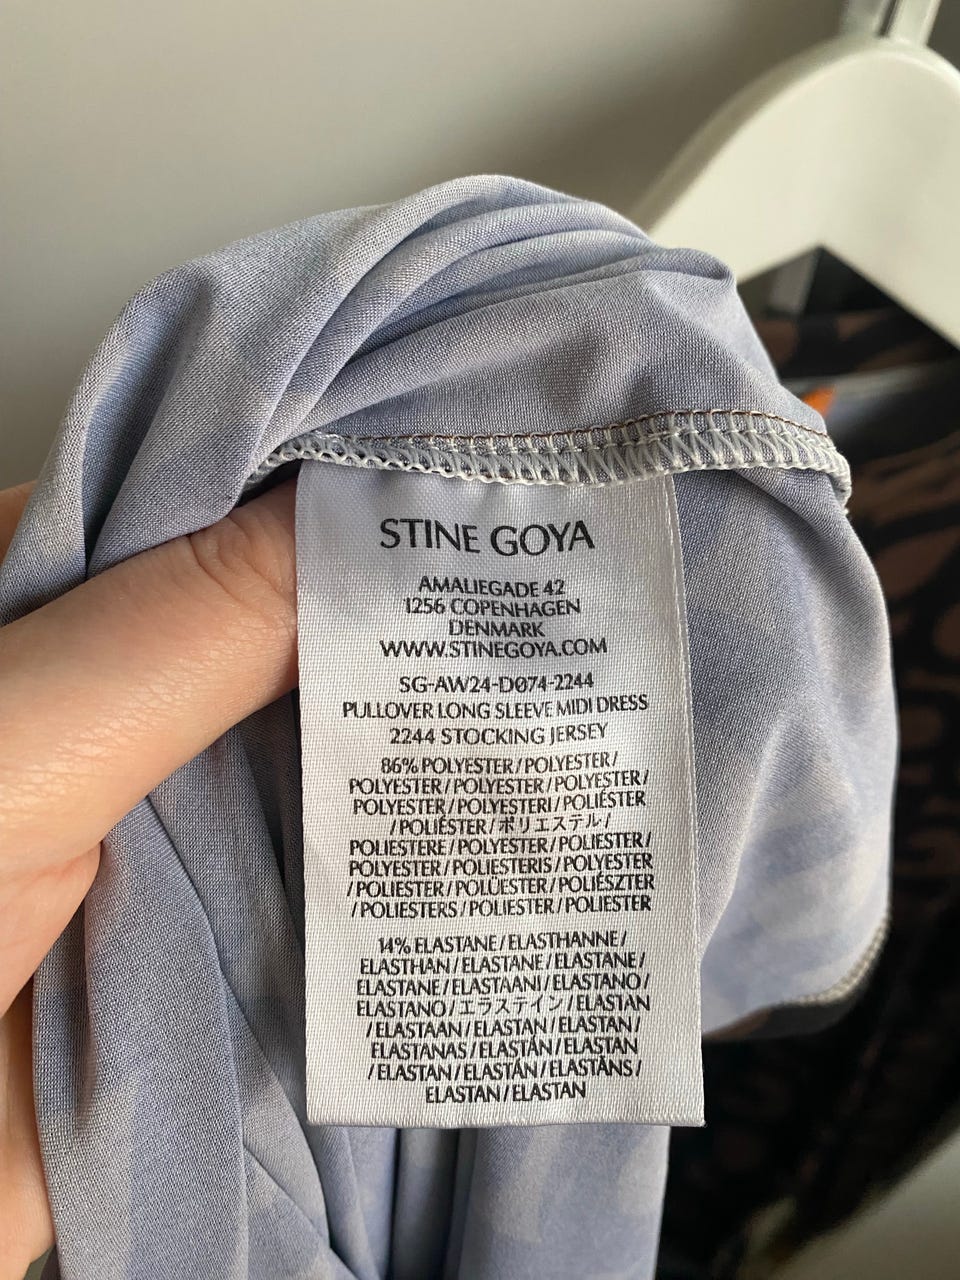 STINE GOYA
AMALIEGADE 42
1256 COPENHAGEN
DENMARK
WWW.STINEGOYA.COM
SG-AW24-D074-2244
PULLOVER LONG SLEEVE MIDI DRESS
2244 STOCKING JERSEY
86% POLYESTER/POLYESTER/
POLYESTER/POLYESTER/POLYESTER/
POLYESTER/POLYESTERI/POLIÉSTER
/POLIÉSTER/ポリエステル/
POLIESTERE/POLYESTER/POLIESTER/
POLYESTER/POLIESTERIS/POLYESTER
/POLIESTER/POLÜESTER/POLIÉSZTER
/POLIESTERS/POLIESTER/POLIESTER
14% ELASTANE/ELASTHANNE/
ELASTHAN/ELASTANE/ELASTANE/
ELASTANE/ELASTAANI/ELASTANO/
ELASTANO/エラステイン/ELASTAN
/ELASTAAN/ELASTAN/ELASTAN/
ELASTANAS/ELASTÁN/ELASTAN
/ELASTAN/ELASTÁN/ELASTĀNS/
ELASTAN/ELASTAN